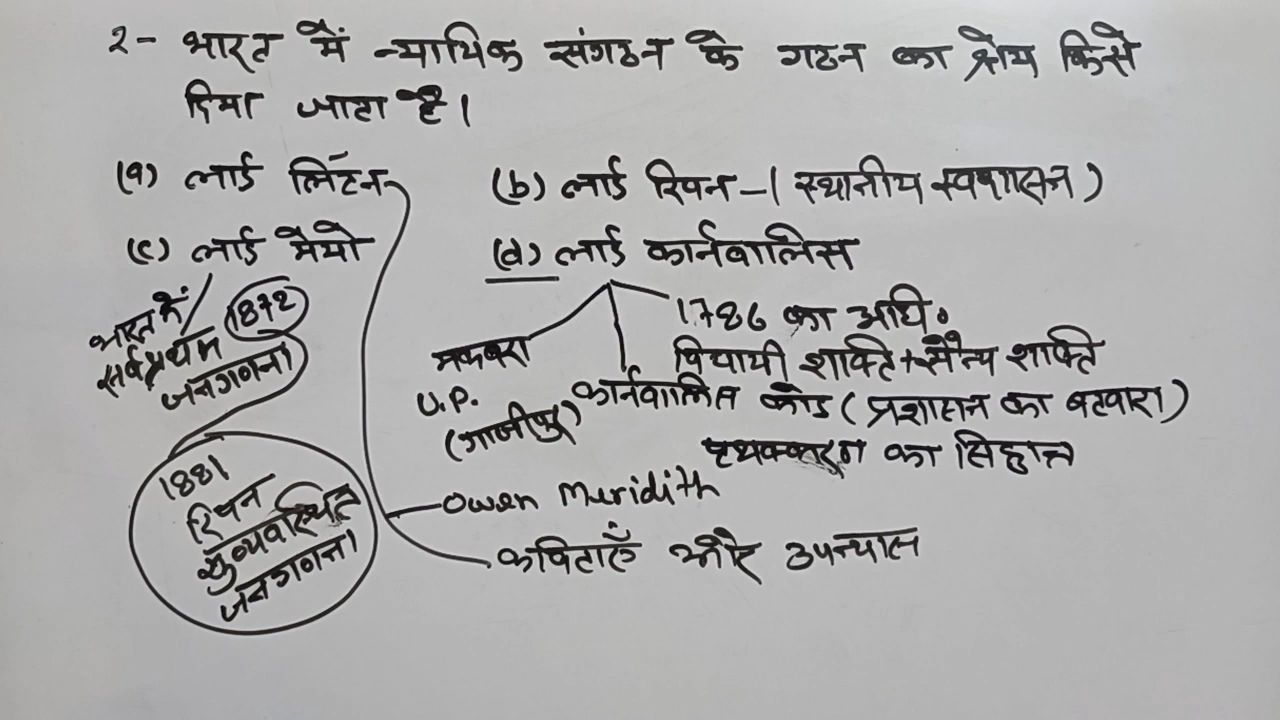 2- भारत में न्यायिक संगठन के गठन का श्रेय किसे
दिया जाता है।
(a) लार्ड लिटन
(b) लार्ड रिपन - ( स्थानीय स्वशासन )
(c) लार्ड मेयो
(d) लार्ड कार्नवालिस
भारत में
सर्वप्रथम 1872
जनगणना
1881
रिपन
सुव्यवस्थित
जनगणना
मकबरा
U.P.
(गाजीपुर)
1786 का अधि.
विधायी शक्ति + सैन्य शक्ति
कार्नवालिस कोड ( प्रशासन का बटवारा )
पृथक्करण का सिद्धान्त
Owen Muridith
कविताएँ और उपन्यास